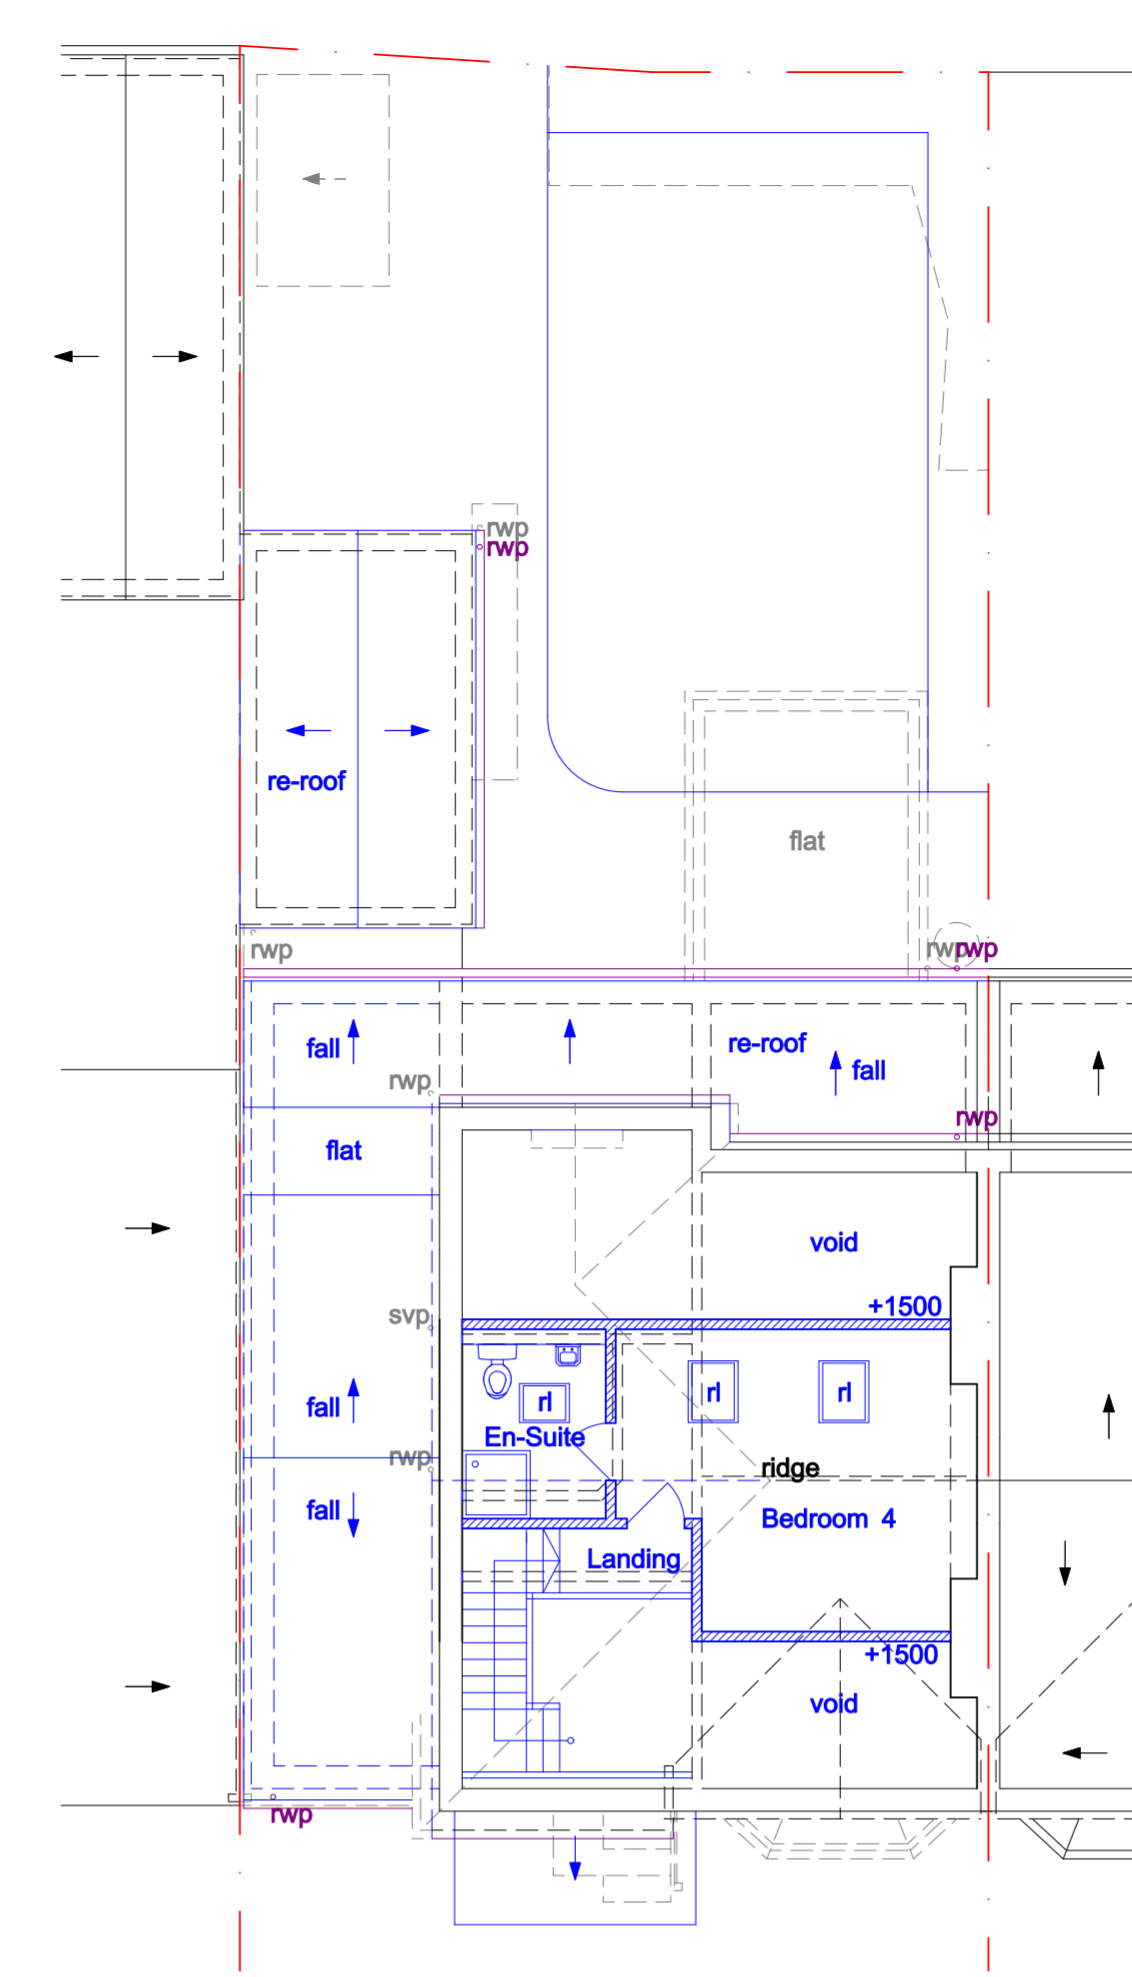 rwp
rwp
re-roof
flat
rwp
rwp
rwp
re-roof
fall
fall
rwp
rwp
flat
void
+1500
svp
rl
rl
rl
fall
En-Suite
rwp
ridge
fall
Bedroom 4
Landing
+1500
void
rwp